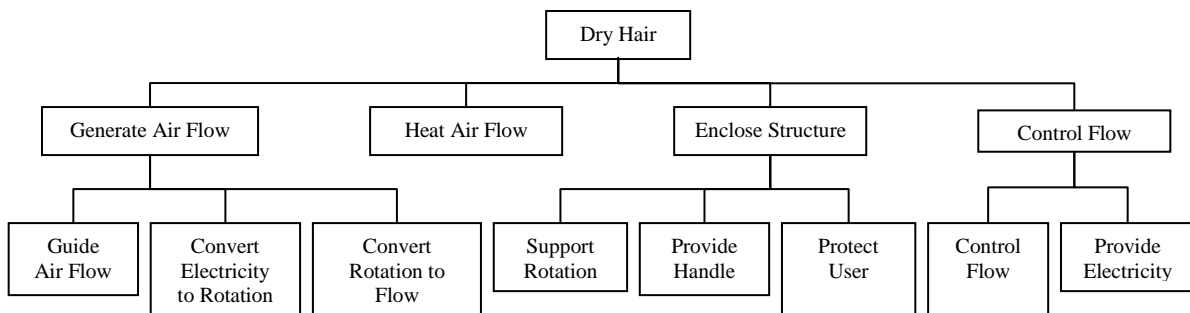 Dry Hair
Generate Air Flow
Heat Air Flow
Enclose Structure
Control Flow
Guide
Air Flow
Convert
Electricity
to Rotation
Convert
Rotation to
Flow
Support
Rotation
Provide
Handle
Protect
User
Control
Flow
Provide
Electricity